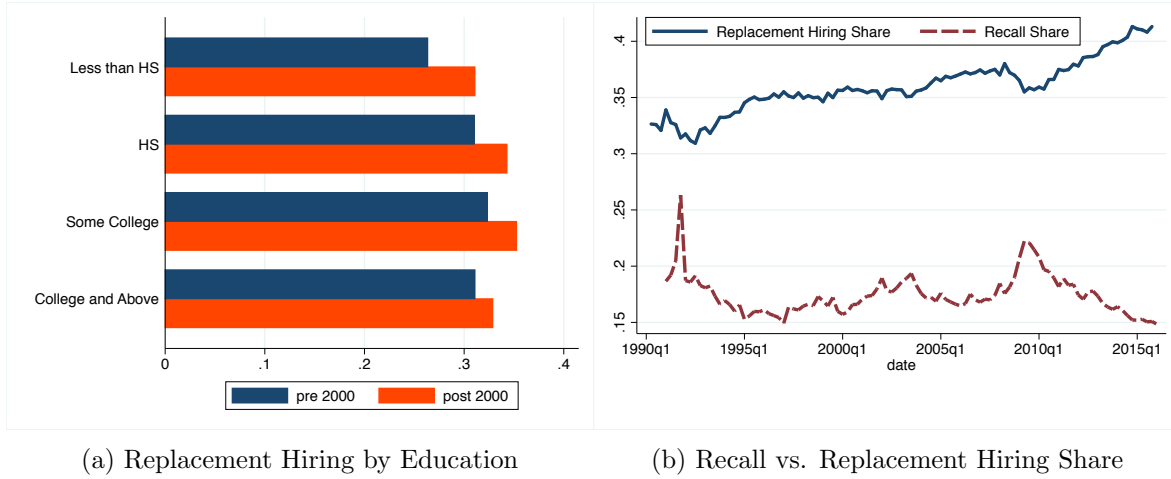 Less than HS
HS
Some College
College and Above
0 .1 .2 .3 .4
pre 2000 post 2000
(a) Replacement Hiring by Education
Replacement Hiring Share Recall Share
.4
.35
.3
.25
.2
.15
1990q1 1995q1 2000q1 2005q1 2010q1 2015q1
date
(b) Recall vs. Replacement Hiring Share